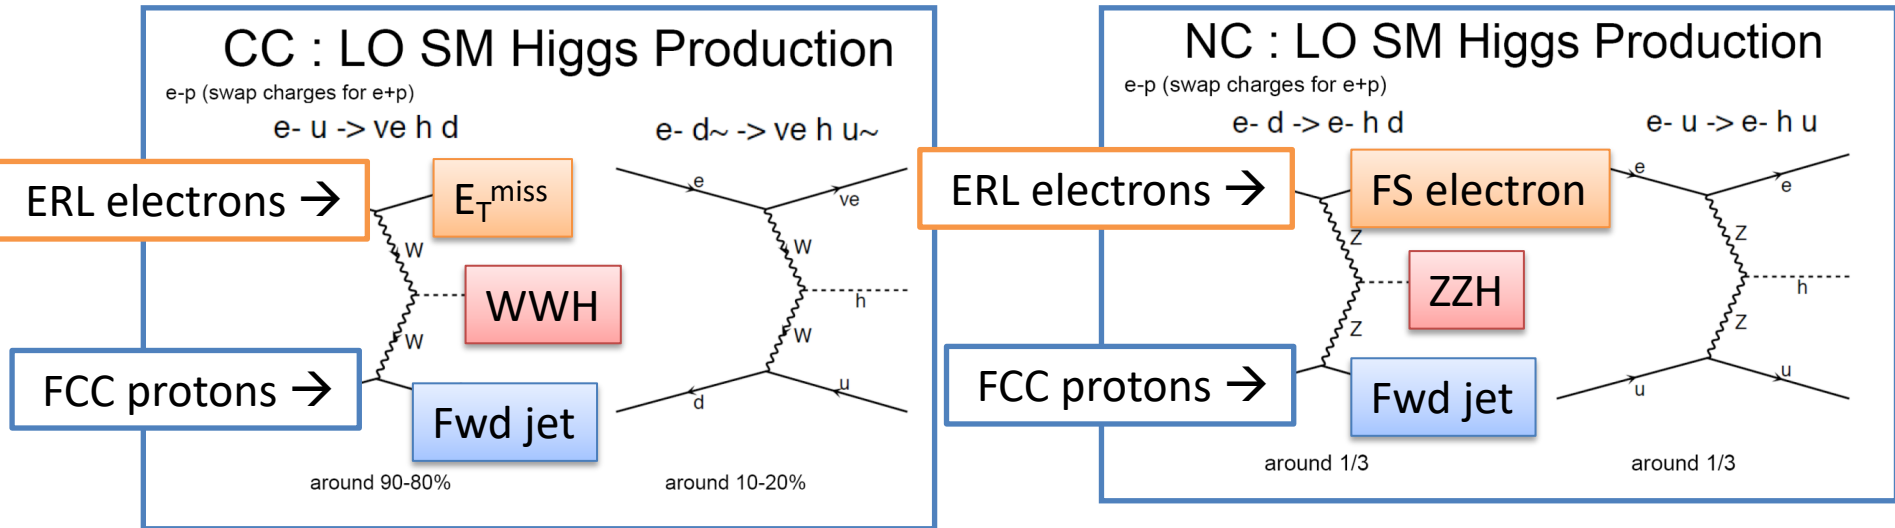 CC : LO SM Higgs Production
e-p (swap charges for e+p)
e- u -> ve h d
e- d~ -> ve h u~
ERL electrons →
E_T^miss
W
WWH
W
FCC protons →
Fwd jet
e
ve
W
h
W
d
u
around 90-80%
around 10-20%
NC : LO SM Higgs Production
e-p (swap charges for e+p)
e- d -> e- h d
e- u -> e- h u
ERL electrons →
FS electron
Z
ZZH
Z
FCC protons →
Fwd jet
e
e
Z
h
Z
u
u
around 1/3
around 1/3